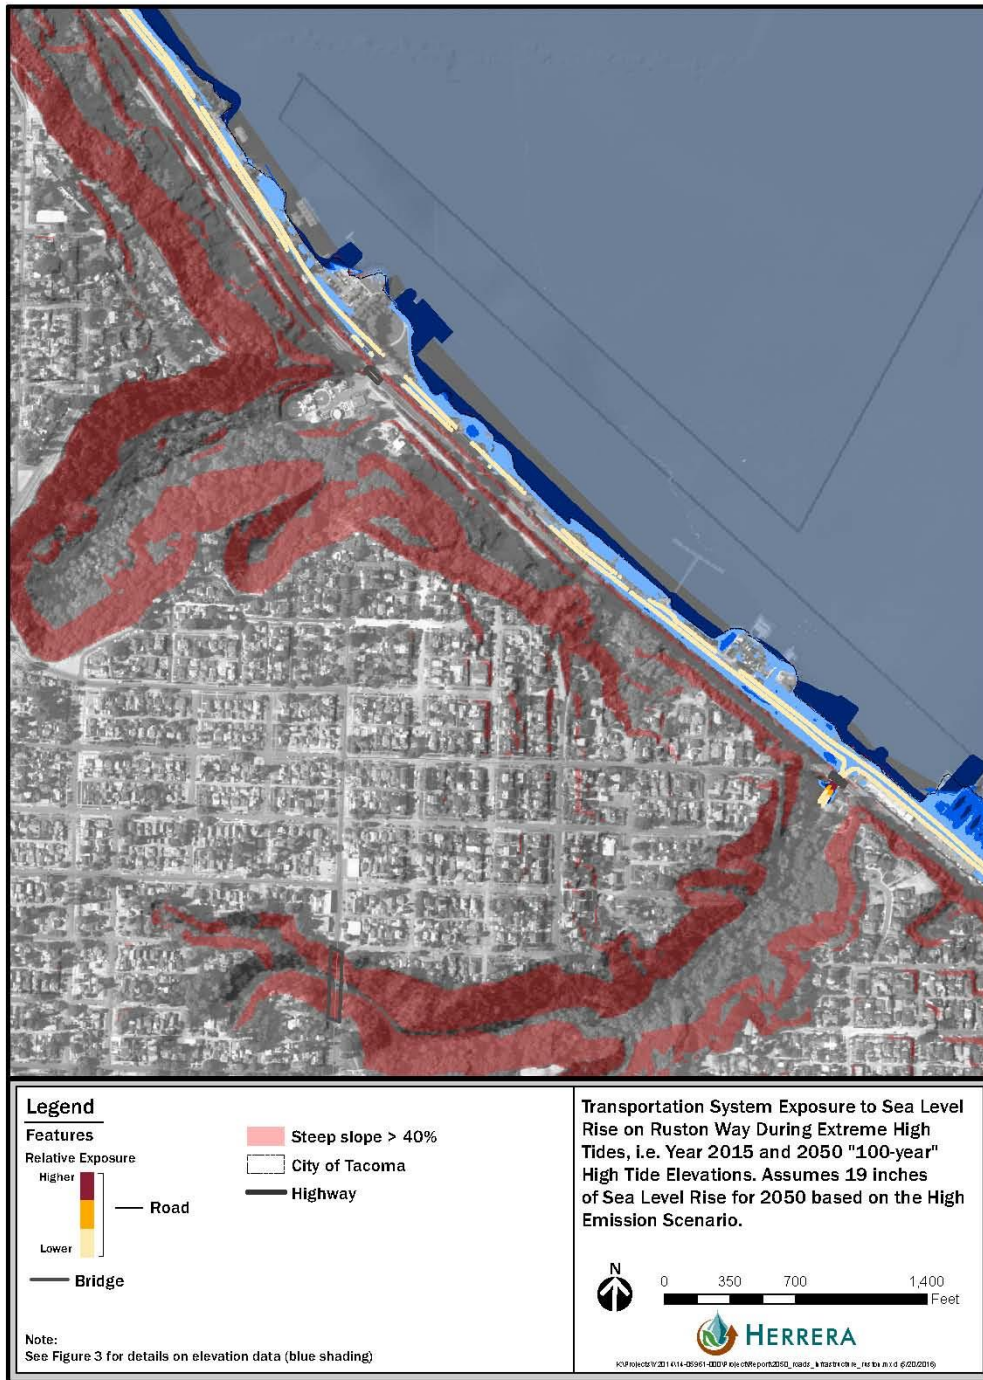 Legend
Features
Relative Exposure
Higher
Road
Lower
Bridge
Steep slope > 40%
City of Tacoma
Highway
Note:
See Figure 3 for details on elevation data (blue shading)
Transportation System Exposure to Sea Level
Rise on Ruston Way During Extreme High
Tides, i.e. Year 2015 and 2050 "100-year"
High Tide Elevations. Assumes 19 inches
of Sea Level Rise for 2050 based on the High
Emission Scenario.
N
0 350 700 1,400
Feet
HERRERA